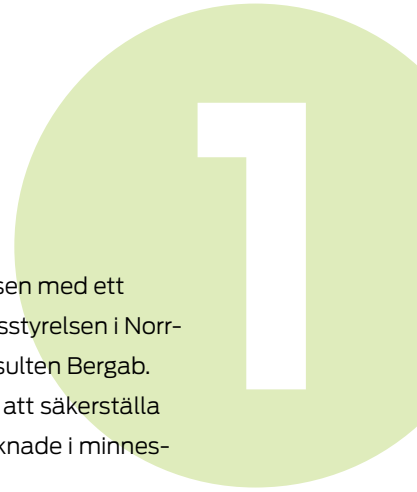 1
sen med ett
sstyrelsen i Norr-
sulten Bergab.
att säkerställa
knade i minnes-